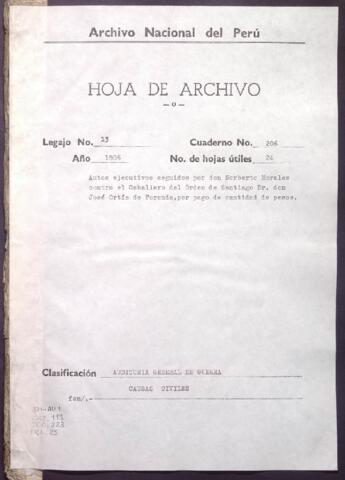 Archivo Nacional del Perú
HOJA DE ARCHIVO
— o —
Legajo No. 13 Cuaderno No. 206
Año 1806 No. de hojas útiles 24
Autos ejecutivos seguidos por don Norberto Morales
contra el Caballero del Orden de Santiago Dr. don
José Ortíz de Foronda, por pago de cantidad de pesos.
Clasificación AUDITORIA GENERAL DE GUERRA
CAUSAS CIVILES
fsm/.-